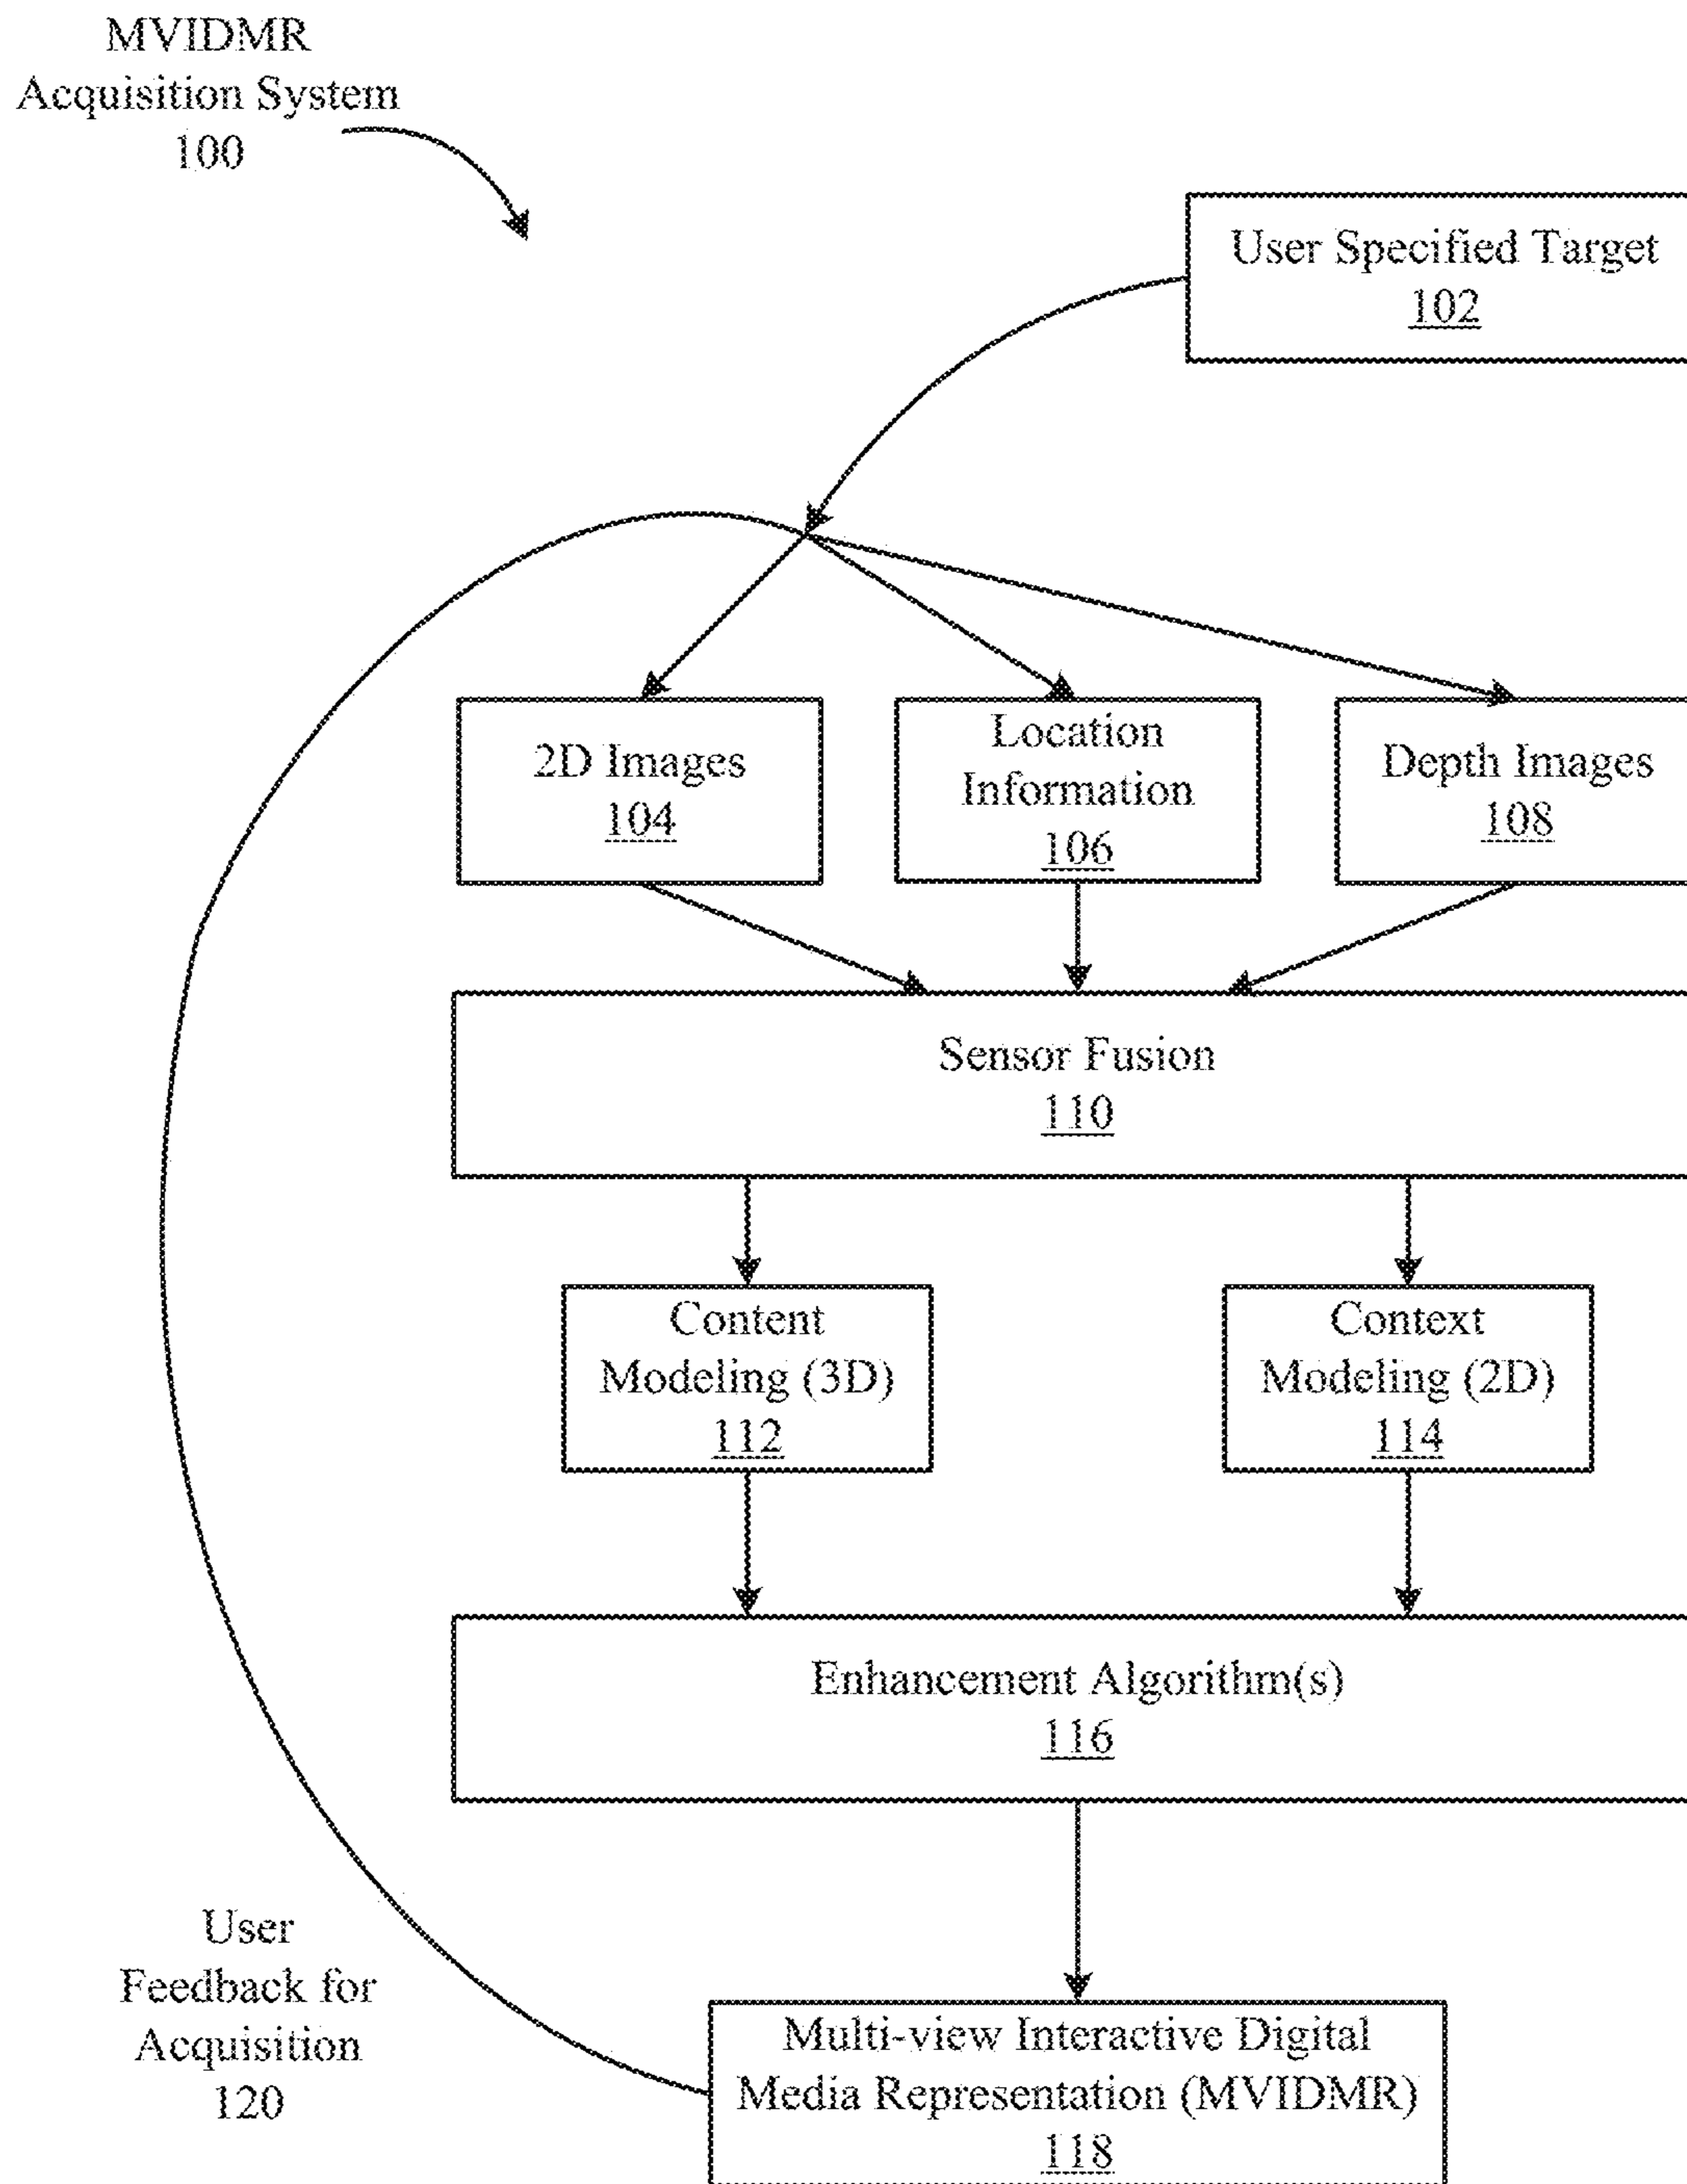 MVIDMR
Acquisition System
100
User Specified Target
102
2D Images
104
Location
Information
106
Depth Images
108
Sensor Fusion
110
Content
Modeling (3D)
112
Context
Modeling (2D)
114
Enhancement Algorithm(s)
116
User
Feedback for
Acquisition
120
Multi-view Interactive Digital
Media Representation (MVIDMR)
118